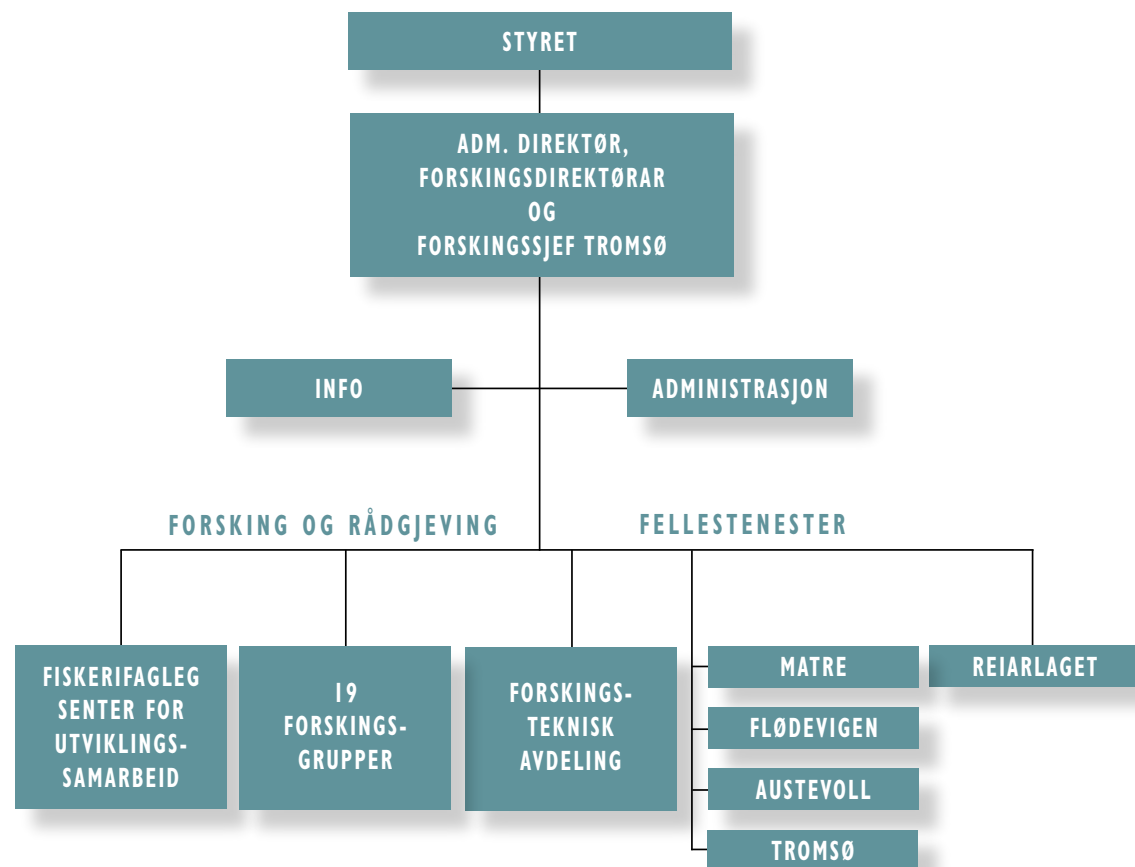 STYRET
ADM. DIREKTØR,
FORSKINGSDIREKTØRAR
OG
FORSKINGSSJEF TROMSØ
INFO
ADMINISTRASJON
FORSKING OG RÅDGJEVING
FELLESTENESTER
FISKERIFAGLEG
SENTER FOR
UTVIKLINGS-
SAMARBEID
19
FORSKINGS-
GRUPPER
FORSKINGS-
TEKNISK
AVDELING
MATRE
FLØDEVIGEN
AUSTEVOLL
TROMSØ
REIARLAGET